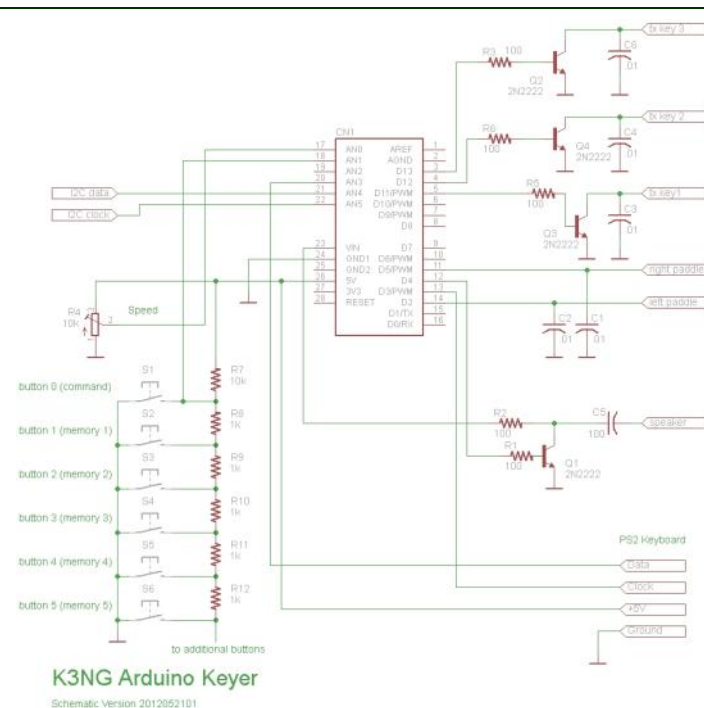 tx key 3
R3 100
C6
.01
Q2
2N2222
tx key 2
R6
100
C4
.01
Q4
2N2222
R5
100
tx key1
C3
.01
Q3
2N2222
CN1
17 AN0 AREF 1
18 AN1 AGND 2
19 AN2 D13 3
20 AN3 D12 4
21 AN4 D11/PWM 5
22 AN5 D10/PWM 6
D9/PWM 7
D8 8
23 VIN D7 9
24 GND1 D6/PWM 10
25 GND2 D5/PWM 11
26 5V D4 12
27 3V3 D3/PWM 13
28 RESET D2 14
D1/TX 15
D0/RX 16
I2C data
I2C clock
right paddle
left paddle
C2
.01
C1
.01
R4
10k
3
2
1
Speed
R7
10k
S1
button 0 (command)
R8
1K
S2
button 1 (memory 1)
R9
1k
S3
button 2 (memory 2)
R10
1k
S4
button 3 (memory 3)
R11
1k
S5
button 4 (memory 4)
R12
1K
S6
button 5 (memory 5)
to additional buttons
R2
100
C5
100
speaker
R1
100
Q1
2N2222
PS2 Keyboard
Data
Clock
+5V
Ground
K3NG Arduino Keyer
Schematic Version 2012052101